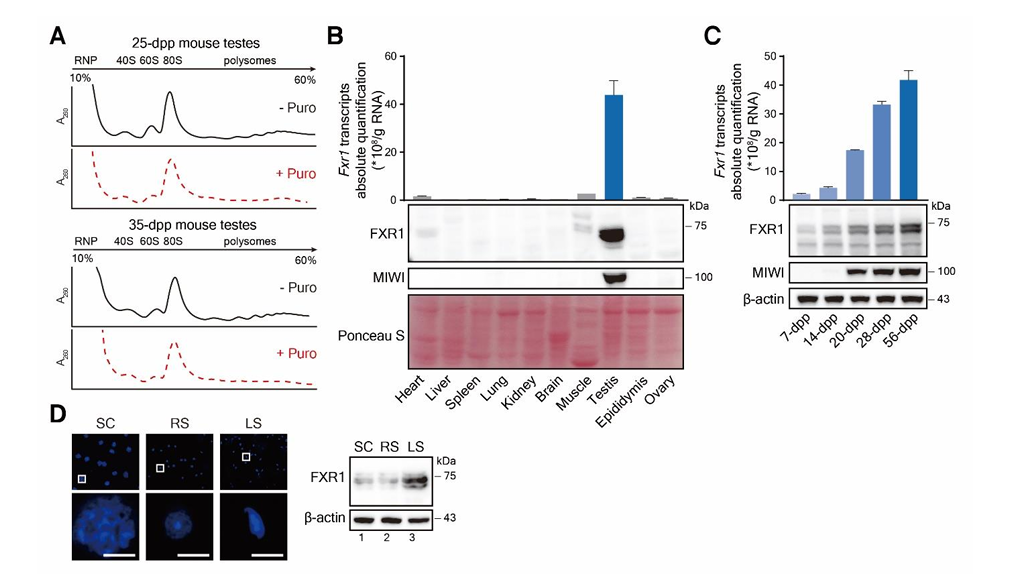 A
25-dpp mouse testes
RNP 40S 60S 80S polysomes
10% 60%
A260
- Puro
A260
+ Puro
35-dpp mouse testes
RNP 40S 60S 80S polysomes
10% 60%
A260
- Puro
A260
+ Puro
B
Fxr1 transcripts
absolute quantification
(*10⁸/g RNA)
60
40
20
0
kDa
FXR1 75
MIWI 100
Ponceau S
Heart Liver Spleen Lung Kidney Brain Muscle Testis Epididymis Ovary
C
Fxr1 transcripts
absolute quantification
(*10⁸/g RNA)
50
40
30
20
10
0
kDa
FXR1 75
MIWI 100
β-actin 43
7-dpp 14-dpp 20-dpp 28-dpp 56-dpp
D
SC RS LS
SC RS LS
kDa
FXR1 75
β-actin 43
1 2 3